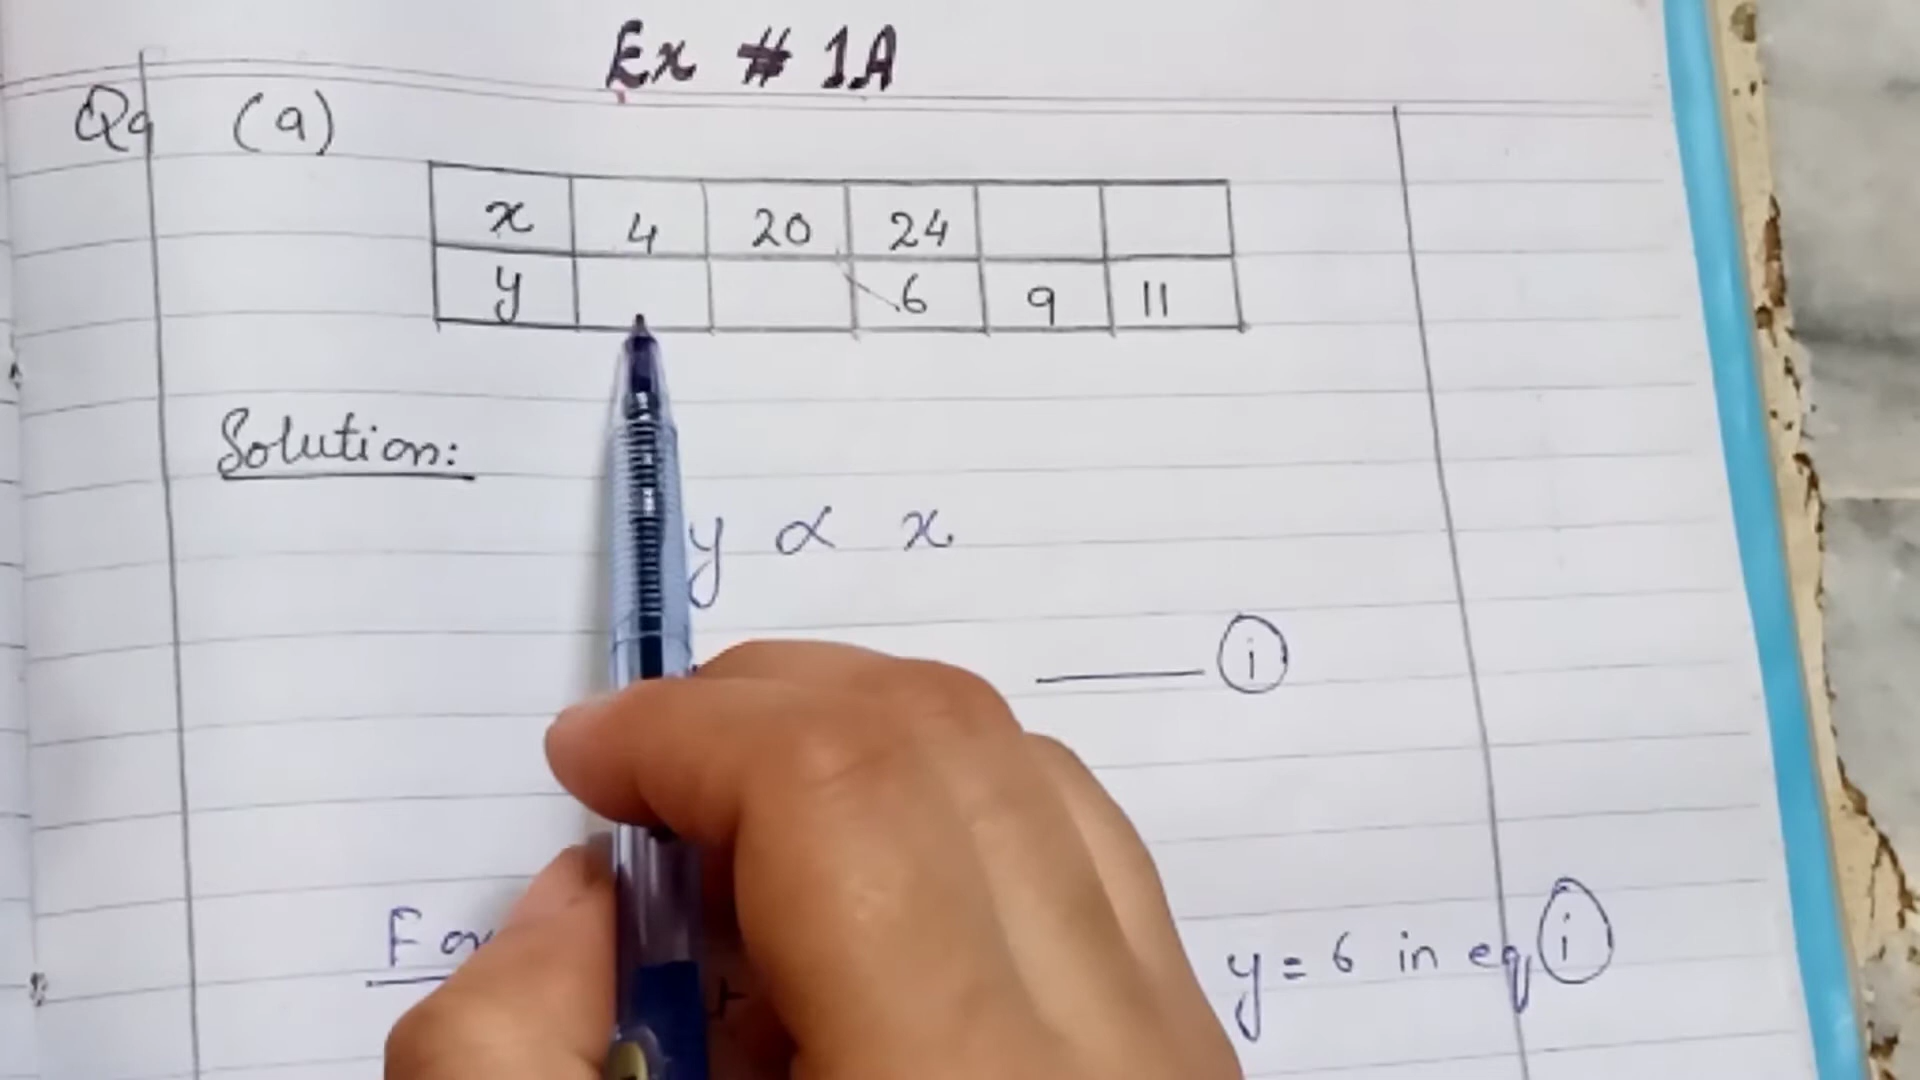 Ex # 1A
Q9 (a)
x 4 20 24
y 6 9 11
Solution:
y ∝ x
(i)
y = 6 in eq (i)